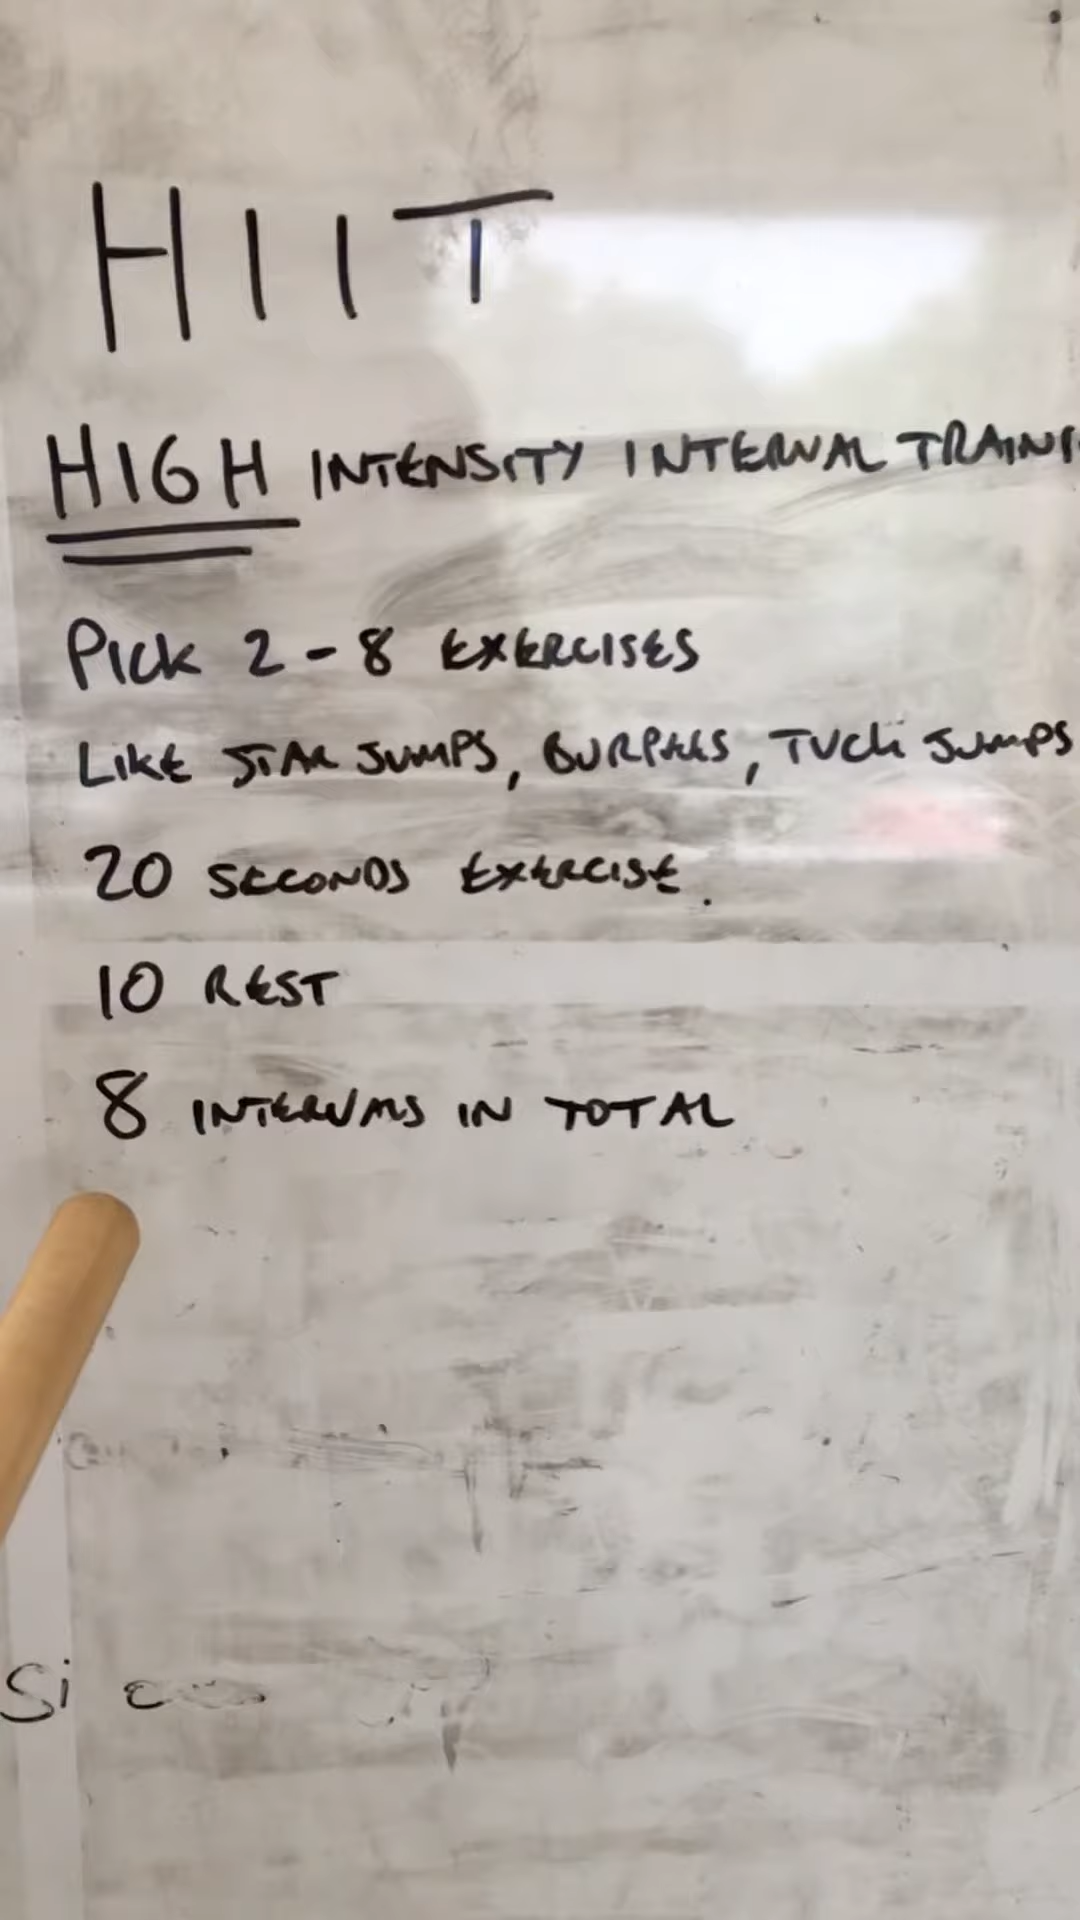 HIIT
HIGH INTENSITY INTERVAL TRAINI
Pick 2-8 EXERCISES
Like STAR JUMPS, BURPEES, TUCK JUMPS
20 SECONDS EXERCISE.
10 REST
8 INTERVALS IN TOTAL
Si